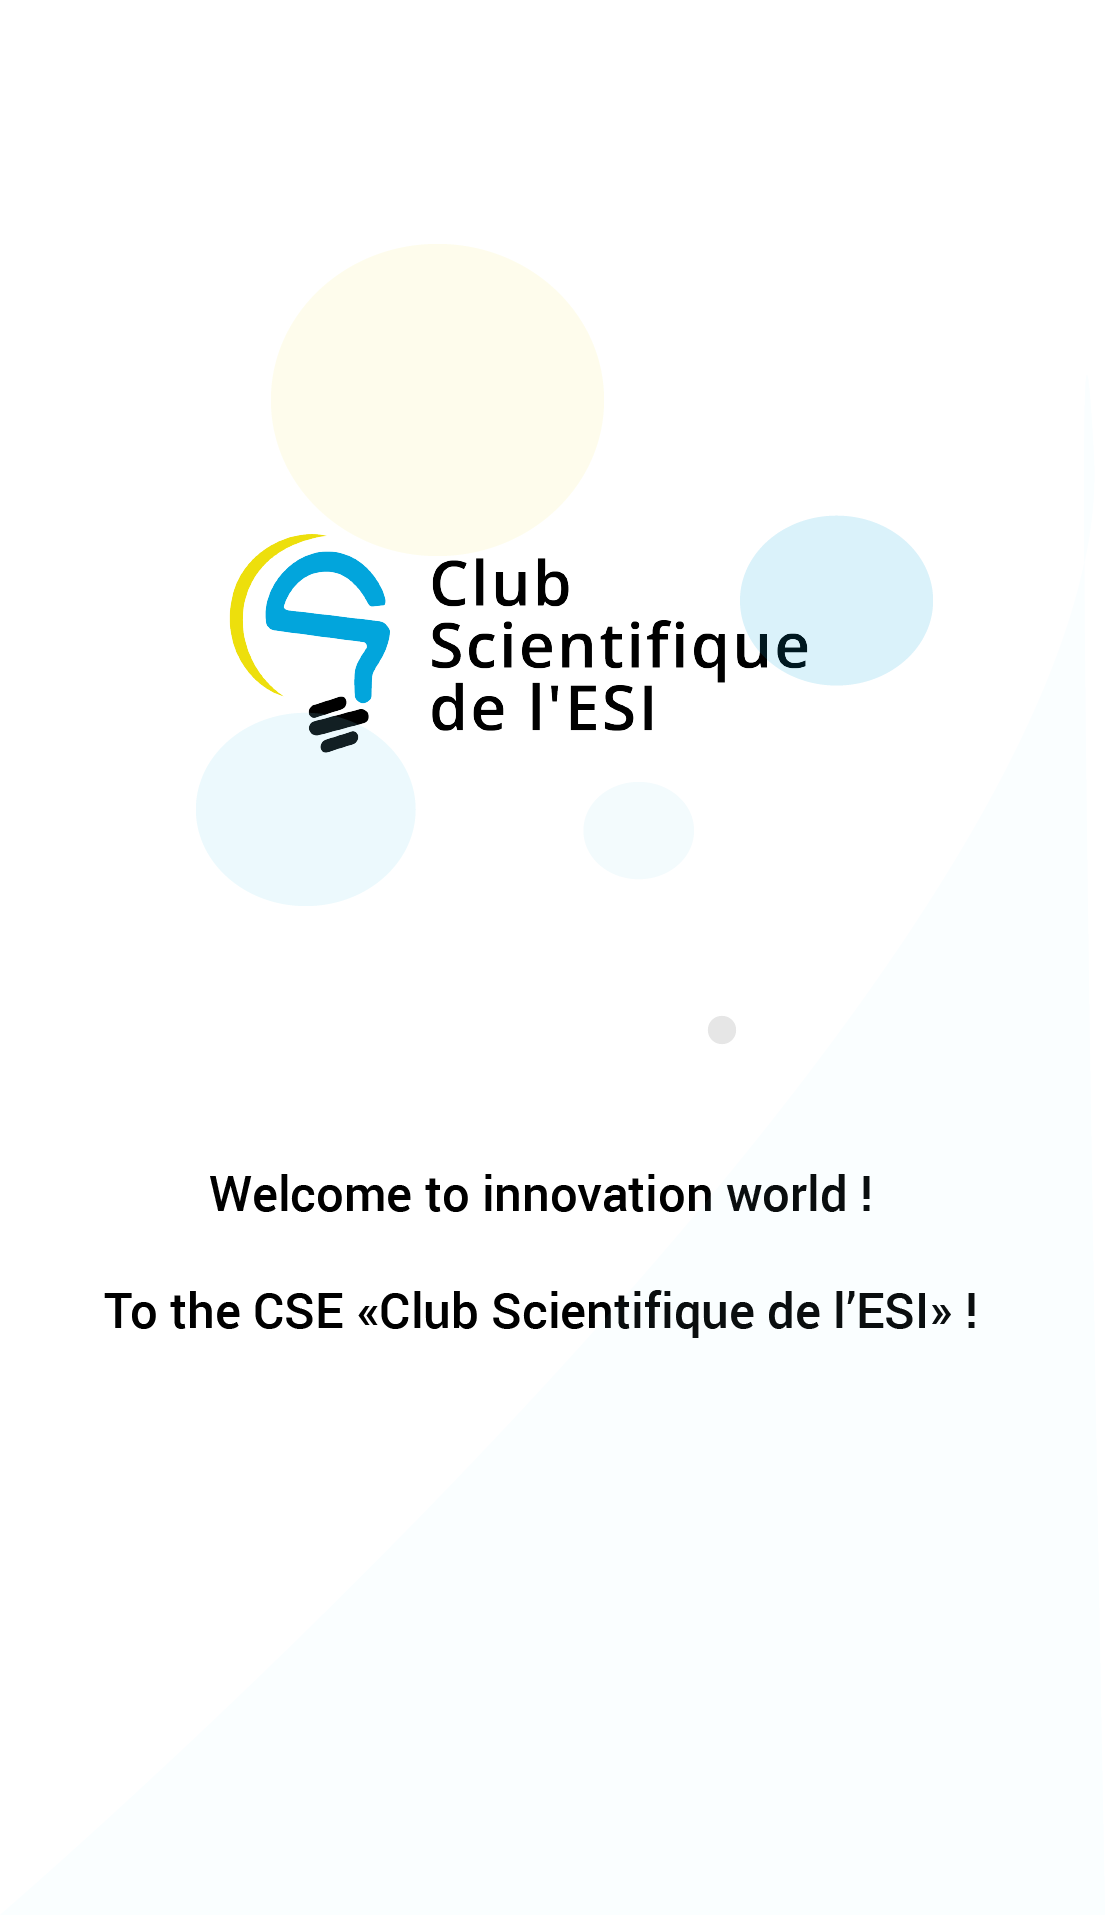 Club
Scientifique
de l'ESI
Welcome to innovation world !
To the CSE «Club Scientifique de l’ESI» !